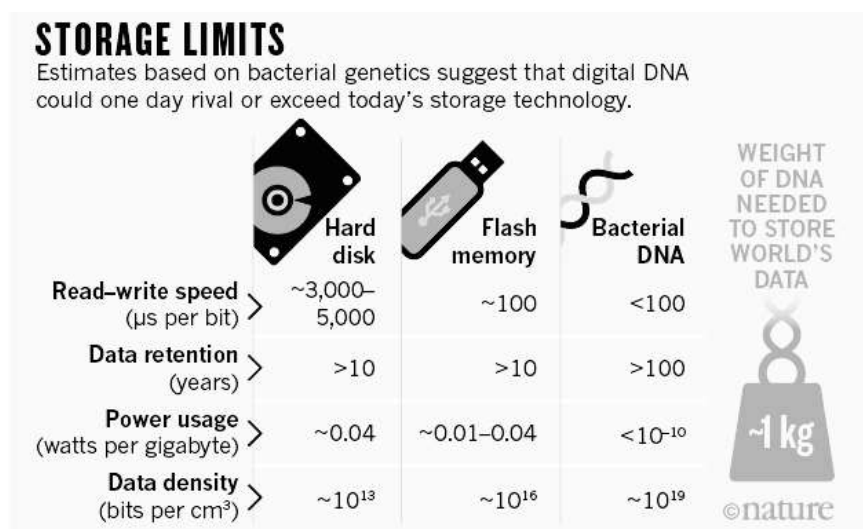 STORAGE LIMITS
Estimates based on bacterial genetics suggest that digital DNA
could one day rival or exceed today’s storage technology.
Hard
disk
Flash
memory
Bacterial
DNA
Read–write speed
(µs per bit)
~3,000–
5,000
~100
<100
Data retention
(years)
>10
>10
>100
Power usage
(watts per gigabyte)
~0.04
~0.01–0.04
<10⁻¹⁰
Data density
(bits per cm³)
~10¹³
~10¹⁶
~10¹⁹
WEIGHT
OF DNA
NEEDED
TO STORE
WORLD’S
DATA
~1 kg
©nature